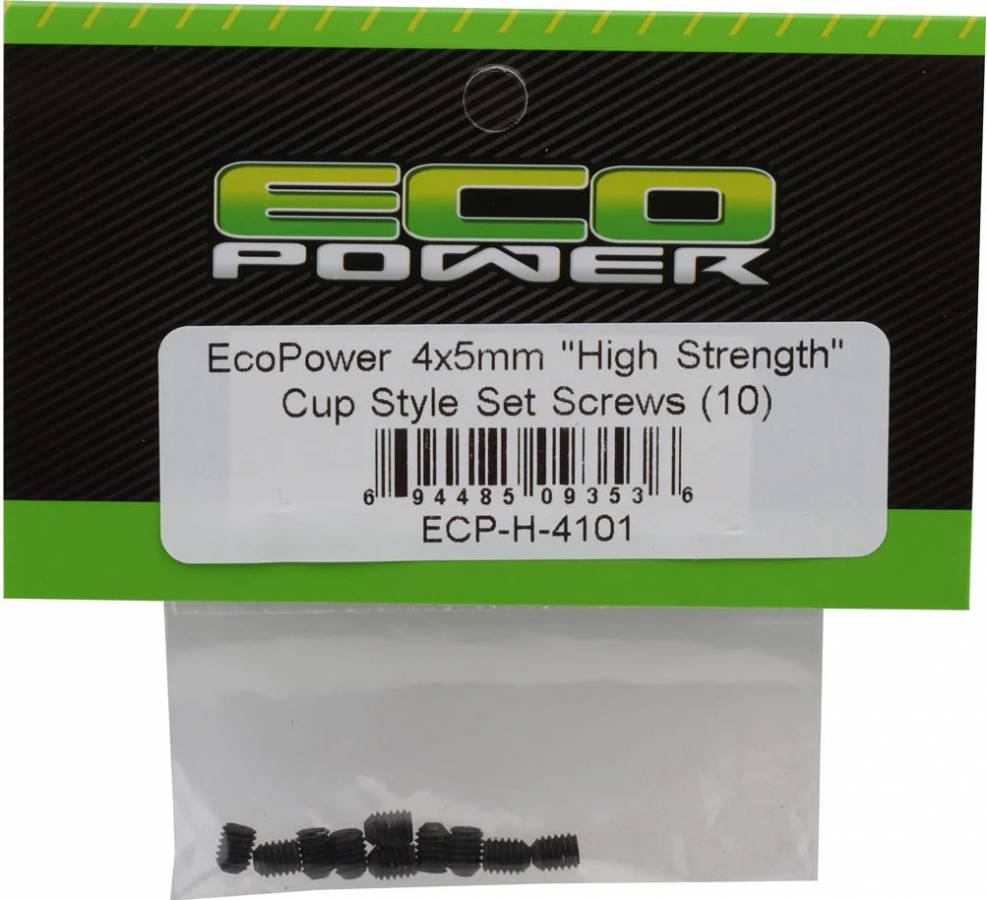 ECO
POWER
EcoPower 4x5mm "High Strength"
Cup Style Set Screws (10)
6 94485 09353 6
ECP-H-4101